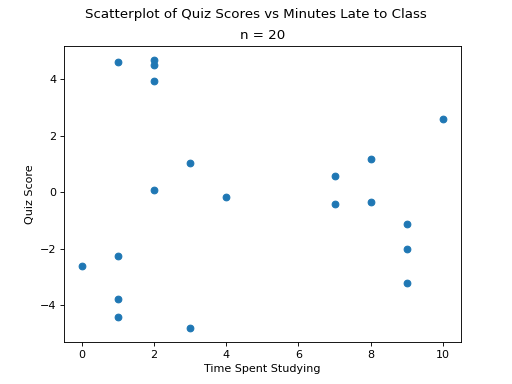 Scatterplot of Quiz Scores vs Minutes Late to Class
n = 20
4
2
0
−2
−4
Quiz Score
0 2 4 6 8 10
Time Spent Studying